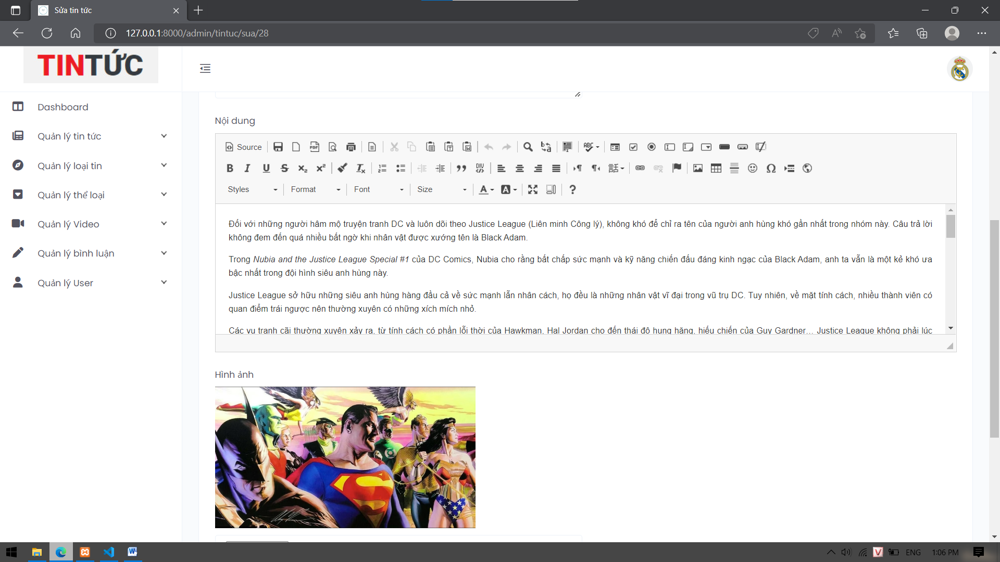 Sửa tin tức
127.0.0.1:8000/admin/tintuc/sua/28
TINTỨC
Dashboard
Quản lý tin tức
Quản lý loại tin
Quản lý thể loại
Quản lý Video
Quản lý bình luận
Quản lý User
Nội dung
Source
Styles Format Font Size
Đối với những người hâm mộ truyện tranh DC và luôn dõi theo Justice League (Liên minh Công lý), không khó để chỉ ra tên của người anh hùng khó gần nhất trong nhóm này. Câu trả lời
không đem đến quá nhiều bất ngờ khi nhân vật được xướng tên là Black Adam.
Trong Nubia and the Justice League Special #1 của DC Comics, Nubia cho rằng bất chấp sức mạnh và kỹ năng chiến đấu đáng kinh ngạc của Black Adam, anh ta vẫn là một kẻ khó ưa
bậc nhất trong đội hình siêu anh hùng này.
Justice League sở hữu những siêu anh hùng hàng đầu cả về sức mạnh lẫn nhân cách, họ đều là những nhân vật vĩ đại trong vũ trụ DC. Tuy nhiên, về mặt tính cách, nhiều thành viên có
quan điểm trái ngược nên thường xuyên có những xích mích nhỏ.
Các vụ tranh cãi thường xuyên xảy ra, từ tính cách có phần lỗi thời của Hawkman, Hal Jordan cho đến thái độ hung hăng, hiếu chiến của Guy Gardner… Justice League không phải lúc
Hình ảnh
ENG
1:06 PM